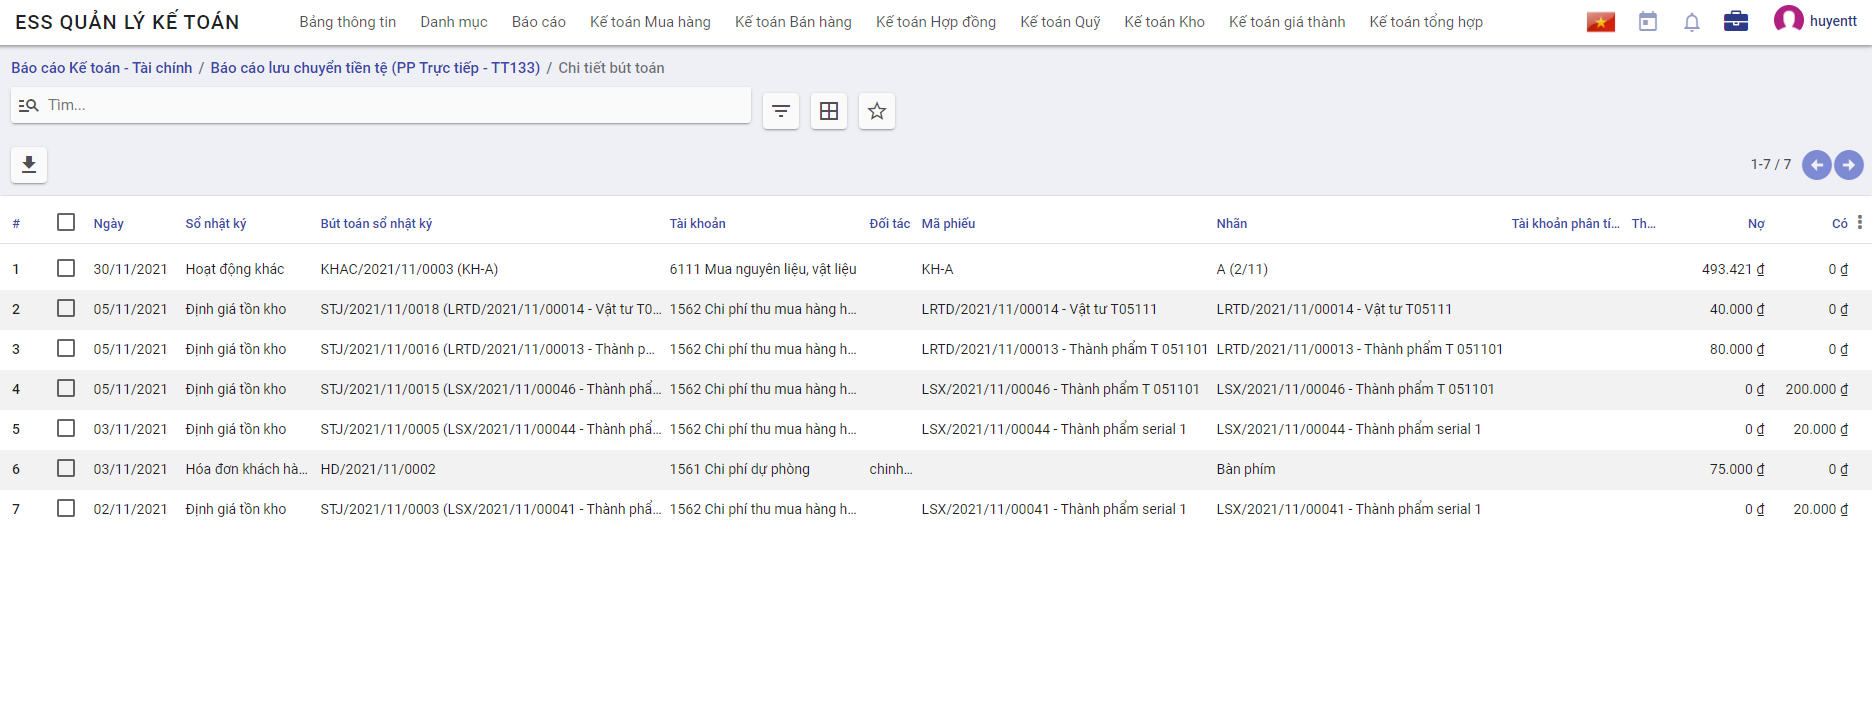 ESS QUẢN LÝ KẾ TOÁN Bảng thông tin Danh mục Báo cáo Kế toán Mua hàng Kế toán Bán hàng Kế toán Hợp đồng Kế toán Quỹ Kế toán Kho Kế toán giá thành Kế toán tổng hợp huyentt
Báo cáo Kế toán - Tài chính / Báo cáo lưu chuyển tiền tệ (PP Trực tiếp - TT133) / Chi tiết bút toán
Tìm...
1-7 / 7
# Ngày Sổ nhật ký Bút toán sổ nhật ký Tài khoản Đối tác Mã phiếu Nhãn Tài khoản phân tí... Th... Nợ Có
1 30/11/2021 Hoạt động khác KHAC/2021/11/0003 (KH-A) 6111 Mua nguyên liệu, vật liệu KH-A A (2/11) 493.421 ₫ 0 ₫
2 05/11/2021 Định giá tồn kho STJ/2021/11/0018 (LRTD/2021/11/00014 - Vật tư T0... 1562 Chi phí thu mua hàng h... LRTD/2021/11/00014 - Vật tư T05111 LRTD/2021/11/00014 - Vật tư T05111 40.000 ₫ 0 ₫
3 05/11/2021 Định giá tồn kho STJ/2021/11/0016 (LRTD/2021/11/00013 - Thành p... 1562 Chi phí thu mua hàng h... LRTD/2021/11/00013 - Thành phẩm T 051101 LRTD/2021/11/00013 - Thành phẩm T 051101 80.000 ₫ 0 ₫
4 05/11/2021 Định giá tồn kho STJ/2021/11/0015 (LSX/2021/11/00046 - Thành phẩ... 1562 Chi phí thu mua hàng h... LSX/2021/11/00046 - Thành phẩm T 051101 LSX/2021/11/00046 - Thành phẩm T 051101 0 ₫ 200.000 ₫
5 03/11/2021 Định giá tồn kho STJ/2021/11/0005 (LSX/2021/11/00044 - Thành phẩ... 1562 Chi phí thu mua hàng h... LSX/2021/11/00044 - Thành phẩm serial 1 LSX/2021/11/00044 - Thành phẩm serial 1 0 ₫ 20.000 ₫
6 03/11/2021 Hóa đơn khách hà... HD/2021/11/0002 1561 Chi phí dự phòng chinh... Bàn phím 75.000 ₫ 0 ₫
7 02/11/2021 Định giá tồn kho STJ/2021/11/0003 (LSX/2021/11/00041 - Thành phẩ... 1562 Chi phí thu mua hàng h... LSX/2021/11/00041 - Thành phẩm serial 1 LSX/2021/11/00041 - Thành phẩm serial 1 0 ₫ 20.000 ₫